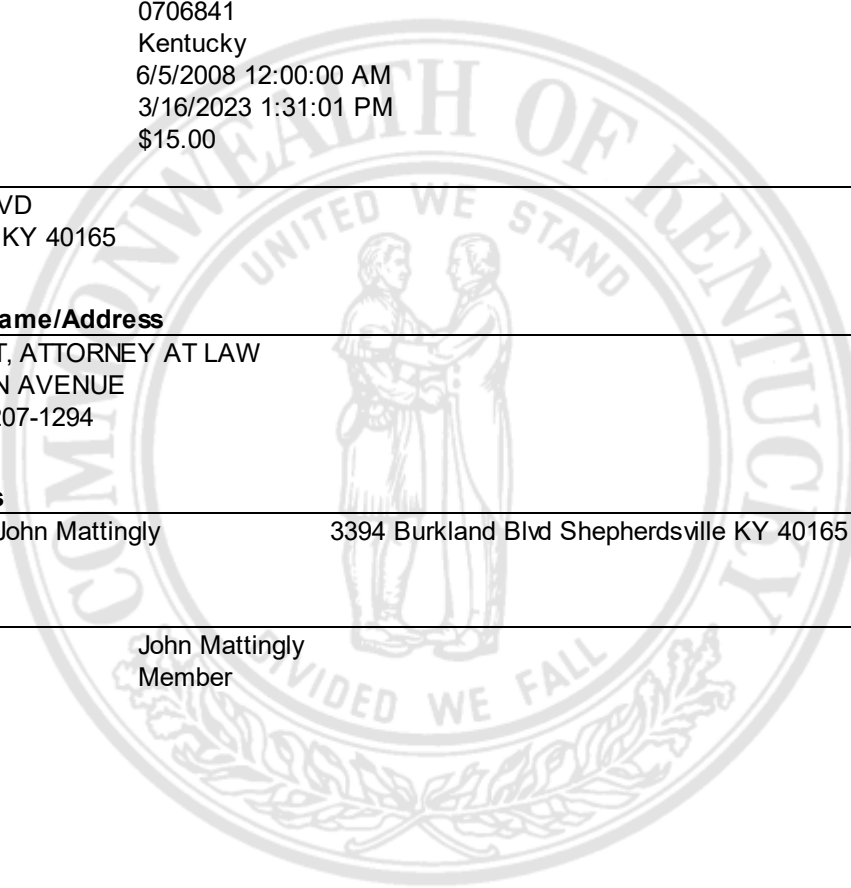 0706841
Kentucky
6/5/2008 12:00:00 AM
3/16/2023 1:31:01 PM
$15.00
VD
KY 40165
ame/Address
T, ATTORNEY AT LAW
N AVENUE
207-1294
s
John Mattingly 3394 Burkland Blvd Shepherdsville KY 40165
John Mattingly
Member
COMMONWEALTH OF KENTUCKY
UNITED WE STAND
DIVIDED WE FALL